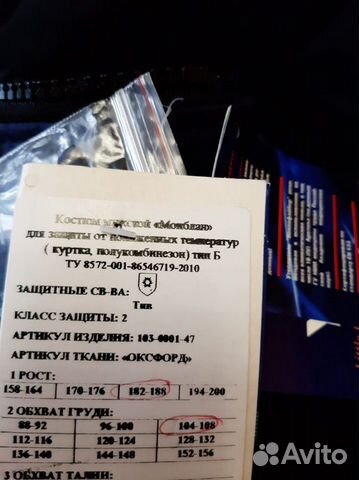 Костюм мужской «Монблан»
для защиты от пониженных температур
( куртка, полукомбинезон) тип Б
ТУ 8572-001-86546719-2010
ЗАЩИТНЫЕ СВ-ВА:
Тнв
КЛАСС ЗАЩИТЫ: 2
АРТИКУЛ ИЗДЕЛИЯ: 103-0001-47
АРТИКУЛ ТКАНИ: «ОКСФОРД»
1 РОСТ:
158-164 170-176 182-188 194-200
2 ОБХВАТ ГРУДИ:
88-92 96-100 104-108
112-116 120-124 128-132
136-140 144-148 152-156
3 ОБХВАТ ТАЛИИ:
Avito